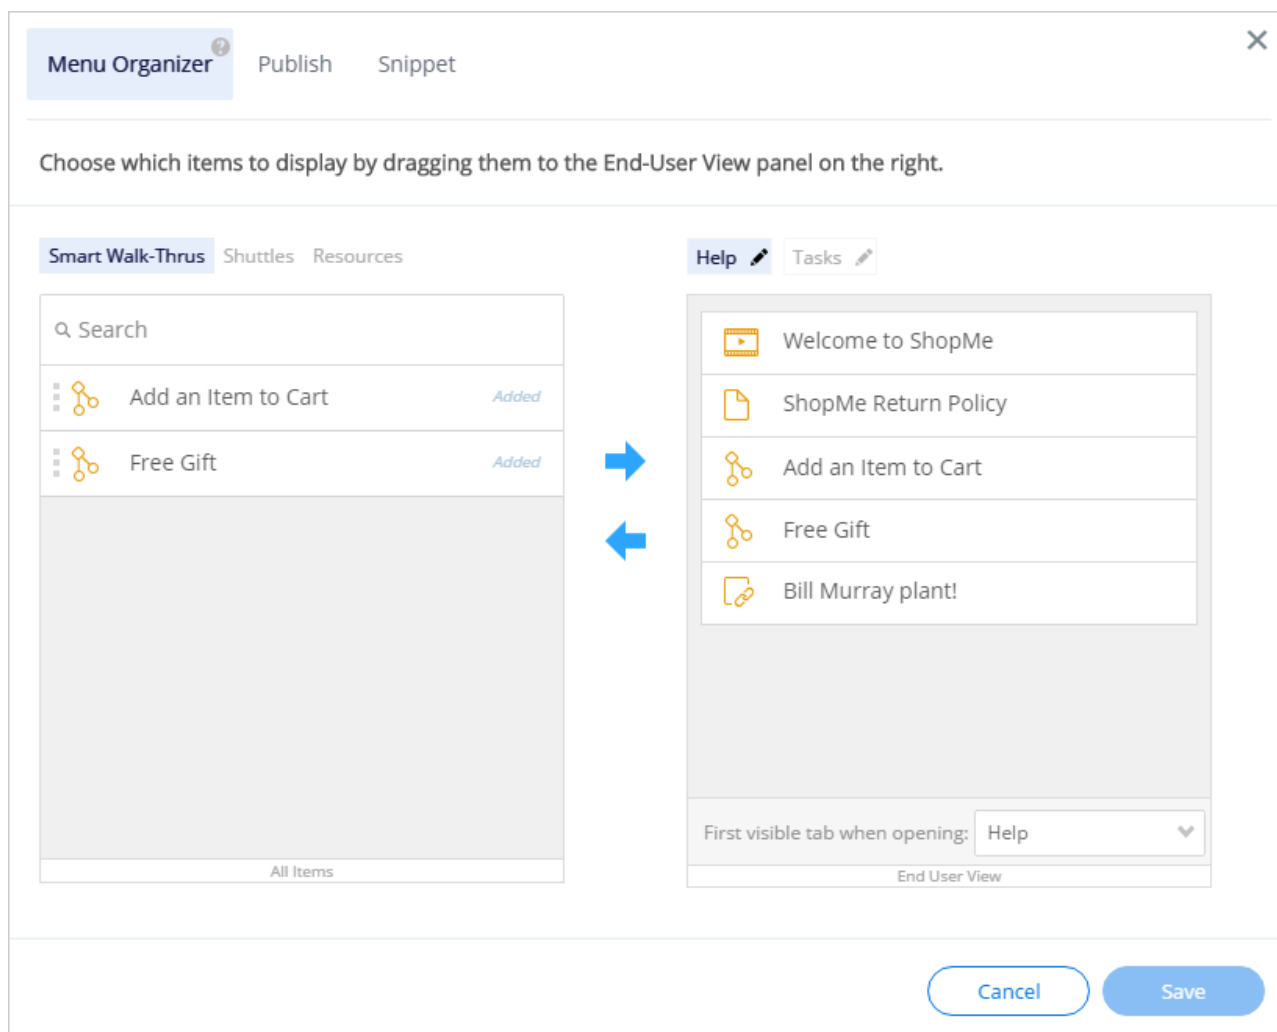 Menu Organizer ? Publish Snippet
Choose which items to display by dragging them to the End-User View panel on the right.
Smart Walk-Thrus Shuttles Resources
Search
Add an Item to Cart Added
Free Gift Added
All Items
Help Tasks
Welcome to ShopMe
ShopMe Return Policy
Add an Item to Cart
Free Gift
Bill Murray plant!
First visible tab when opening: Help
End User View
Cancel Save